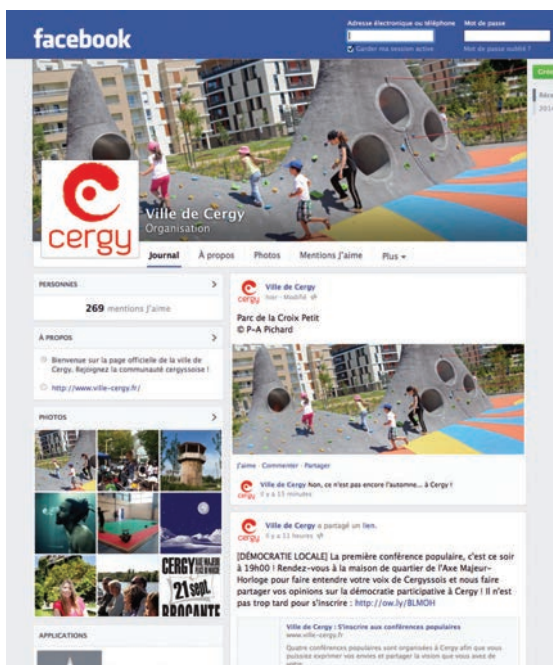 facebook
Adresse électronique ou téléphone
Mot de passe
Garder ma session active
Mot de passe oublié ?
cergy
Ville de Cergy
Organisation
Journal
À propos
Photos
Mentions J'aime
Plus
PERSONNES
269 mentions J'aime
À PROPOS
Bienvenue sur la page officielle de la ville de
Cergy. Rejoignez la communauté cergyssoise !
http://www.ville-cergy.fr/
PHOTOS
CERGY
21 sept.
BROCANTE
APPLICATIONS
cergy
Ville de Cergy
hier · Modifié
Parc de la Croix Petit
© P-A Pichard
J'aime · Commenter · Partager
cergy
Ville de Cergy Non, ce n'est pas encore l'automne... à Cergy !
Il y a 15 minutes
cergy
Ville de Cergy a partagé un lien.
Il y a 11 heures
[DÉMOCRATIE LOCALE] La première conférence populaire, c'est ce soir
à 19h00 ! Rendez-vous à la maison de quartier de l'Axe Majeur-
Horloge pour faire entendre votre voix de Cergyssois et nous faire
partager vos opinions sur la démocratie participative à Cergy ! Il n'est
pas trop tard pour s'inscrire : http://ow.ly/BLMOH
Ville de Cergy : S'inscrire aux conférences populaires
www.ville-cergy.fr
Quatre conférences populaires sont organisées à Cergy afin que vous
puissiez exprimer vos envies et partager la vision que vous avez de
votre